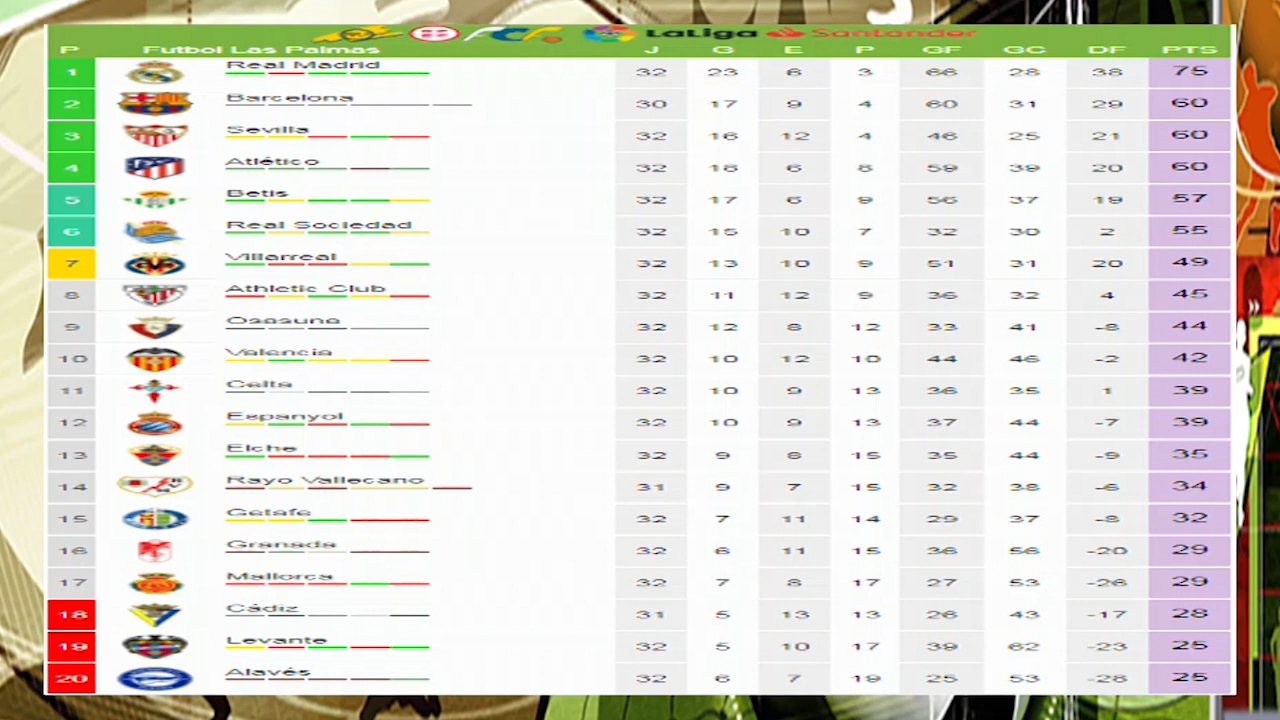 LaLiga Santander
P Futbol Las Palmas J G E P GF GC DF PTS
1 Real Madrid 32 23 6 3 66 28 38 75
2 Barcelona 30 17 9 4 60 31 29 60
3 Sevilla 32 16 12 4 46 25 21 60
4 Atlético 32 18 6 8 59 39 20 60
5 Betis 32 17 6 9 56 37 19 57
6 Real Sociedad 32 15 10 7 32 30 2 55
7 Villarreal 32 13 10 9 51 31 20 49
8 Athletic Club 32 11 12 9 36 32 4 45
9 Osasuna 32 12 8 12 33 41 -8 44
10 Valencia 32 10 12 10 44 46 -2 42
11 Celta 32 10 9 13 36 35 1 39
12 Espanyol 32 10 9 13 37 44 -7 39
13 Elche 32 9 8 15 35 44 -9 35
14 Rayo Vallecano 31 9 7 15 32 38 -6 34
15 Getafe 32 7 11 14 29 37 -8 32
16 Granada 32 6 11 15 36 56 -20 29
17 Mallorca 32 7 8 17 27 53 -26 29
18 Cádiz 31 5 13 13 26 43 -17 28
19 Levante 32 5 10 17 39 62 -23 25
20 Alavés 32 6 7 19 25 53 -28 25